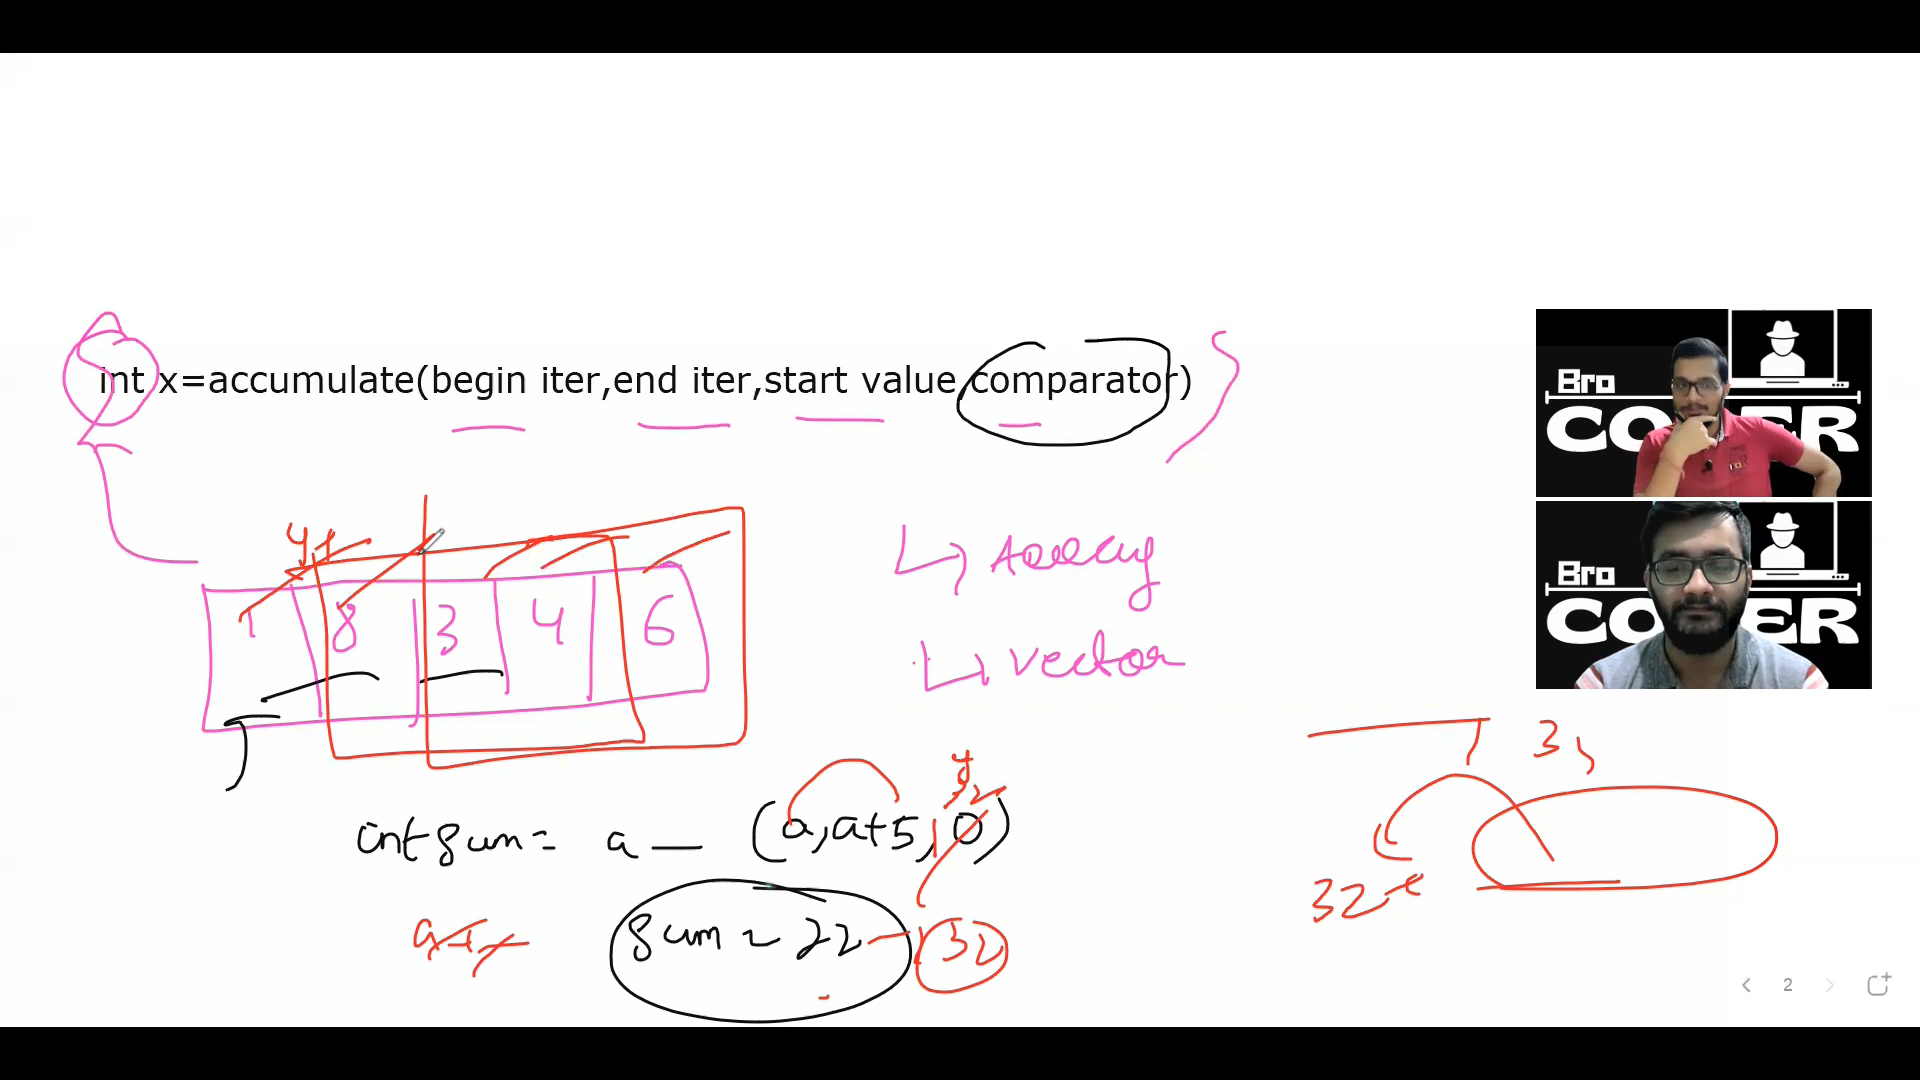 int x=accumulate(begin iter,end iter,start value,comparator)
1 8 3 4 6
Array
vector
int sum = a (a,a+5, 0)
sum = 22
32
3,
32
Bro
CODER
Bro
CODER
2